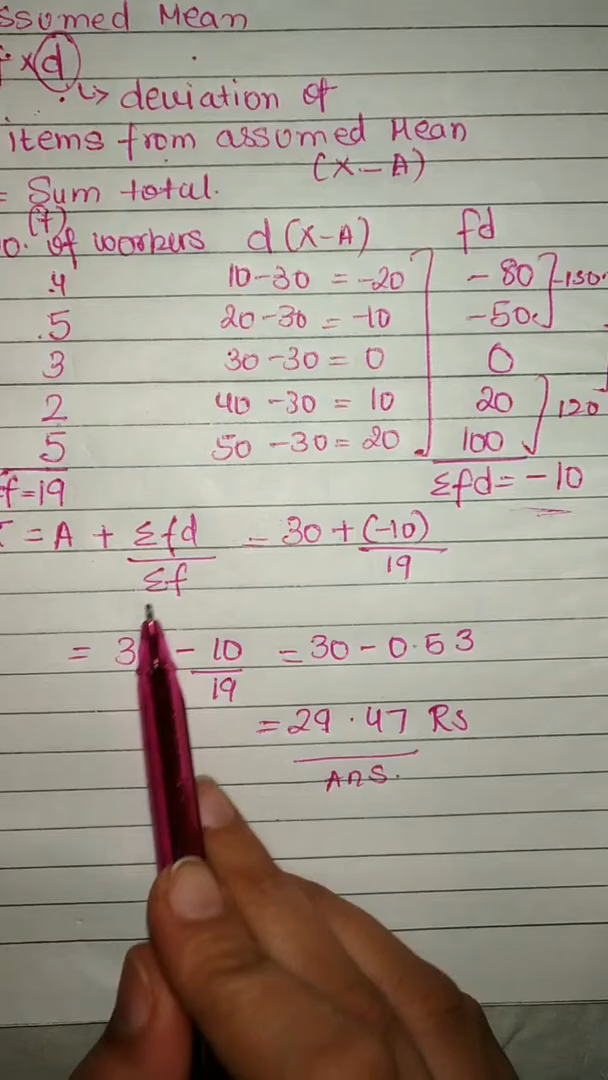 ssumed Mean
f × d
↳ deviation of
items from assumed Mean
(X – A)
= Sum total.
(f)
o. of workers d (X–A) fd
4 10–30 = –20 –80 –130
5 20–30 = –10 –50
3 30–30 = 0 0
2 40–30 = 10 20 120
5 50–30 = 20 100
f = 19 Σfd = –10
= A + Σfd/Σf = 30 + (–10)/19
= 3 – 10/19 = 30 – 0.53
= 29.47 Rs
Ans.